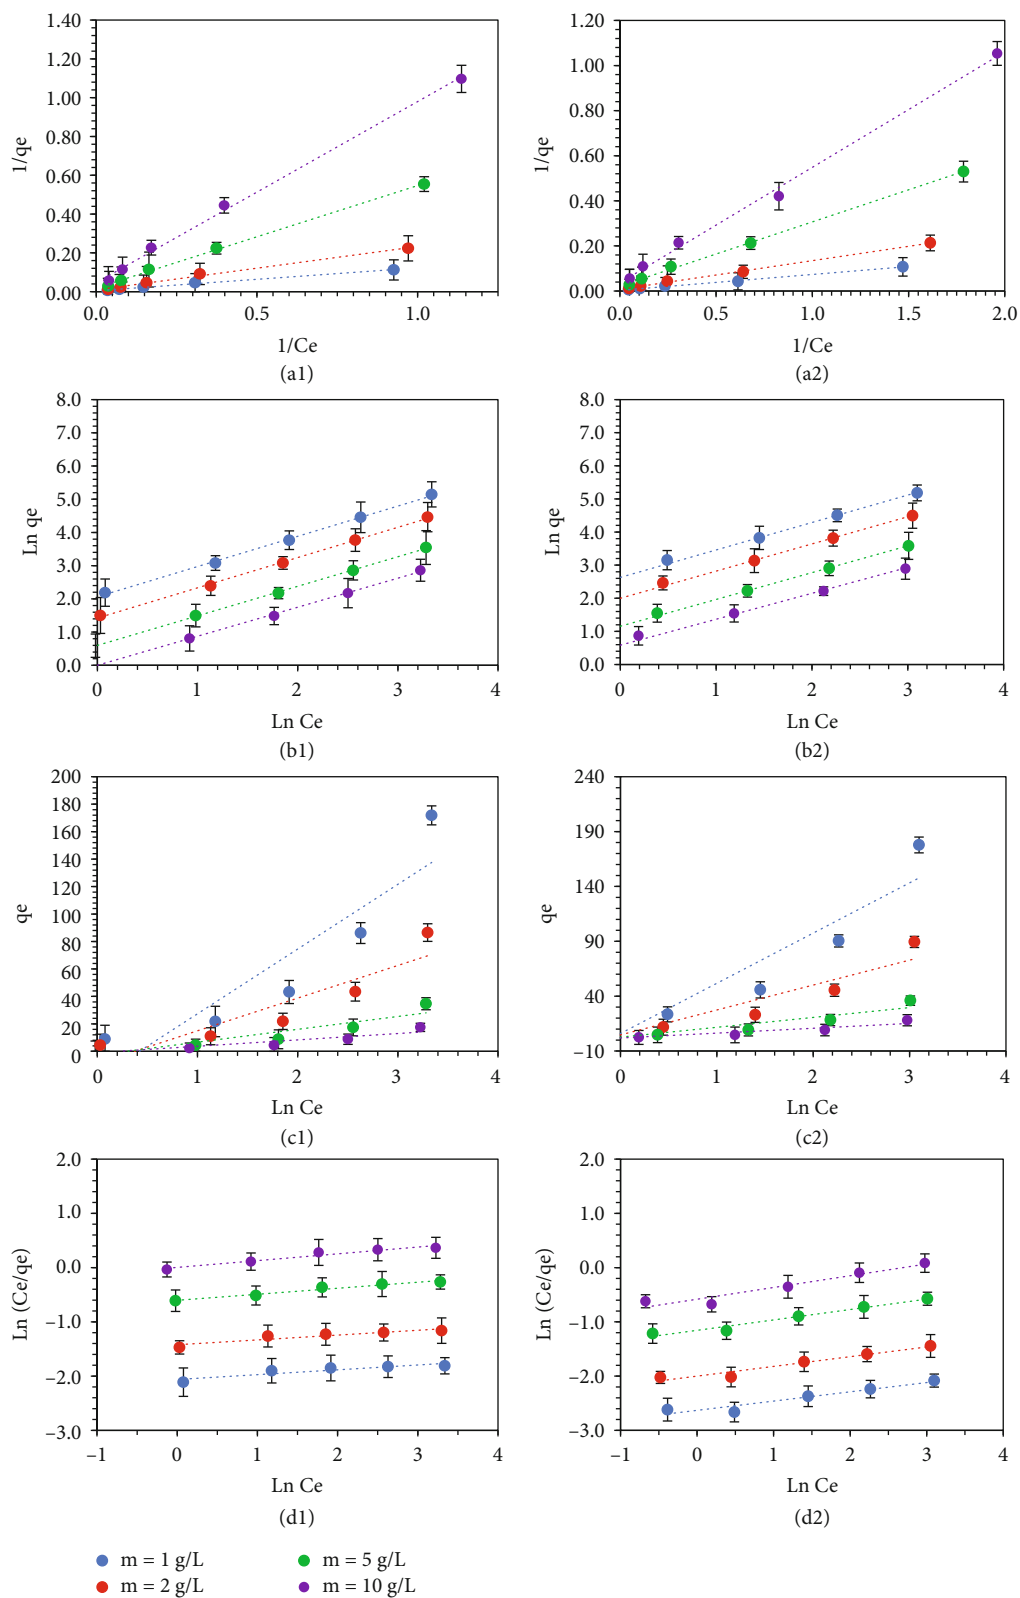 1.40
1.20
1.00
0.80
0.60
0.40
0.20
0.00
1/qe
0.0 0.5 1.0
1/Ce
(a1)
1.20
1.00
0.80
0.60
0.40
0.20
0.00
1/qe
0.0 0.5 1.0 1.5 2.0
1/Ce
(a2)
8.0
7.0
6.0
5.0
4.0
3.0
2.0
1.0
0.0
Ln qe
0 1 2 3 4
Ln Ce
(b1)
8.0
7.0
6.0
5.0
4.0
3.0
2.0
1.0
0.0
Ln qe
0 1 2 3 4
Ln Ce
(b2)
200
180
160
140
120
100
80
60
40
20
0
qe
0 1 2 3 4
Ln Ce
(c1)
240
190
140
90
40
−10
qe
0 1 2 3 4
Ln Ce
(c2)
2.0
1.0
0.0
−1.0
−2.0
−3.0
Ln (Ce/qe)
−1 0 1 2 3 4
Ln Ce
(d1)
2.0
1.0
0.0
−1.0
−2.0
−3.0
Ln (Ce/qe)
−1 0 1 2 3 4
Ln Ce
(d2)
m = 1 g/L m = 5 g/L
m = 2 g/L m = 10 g/L